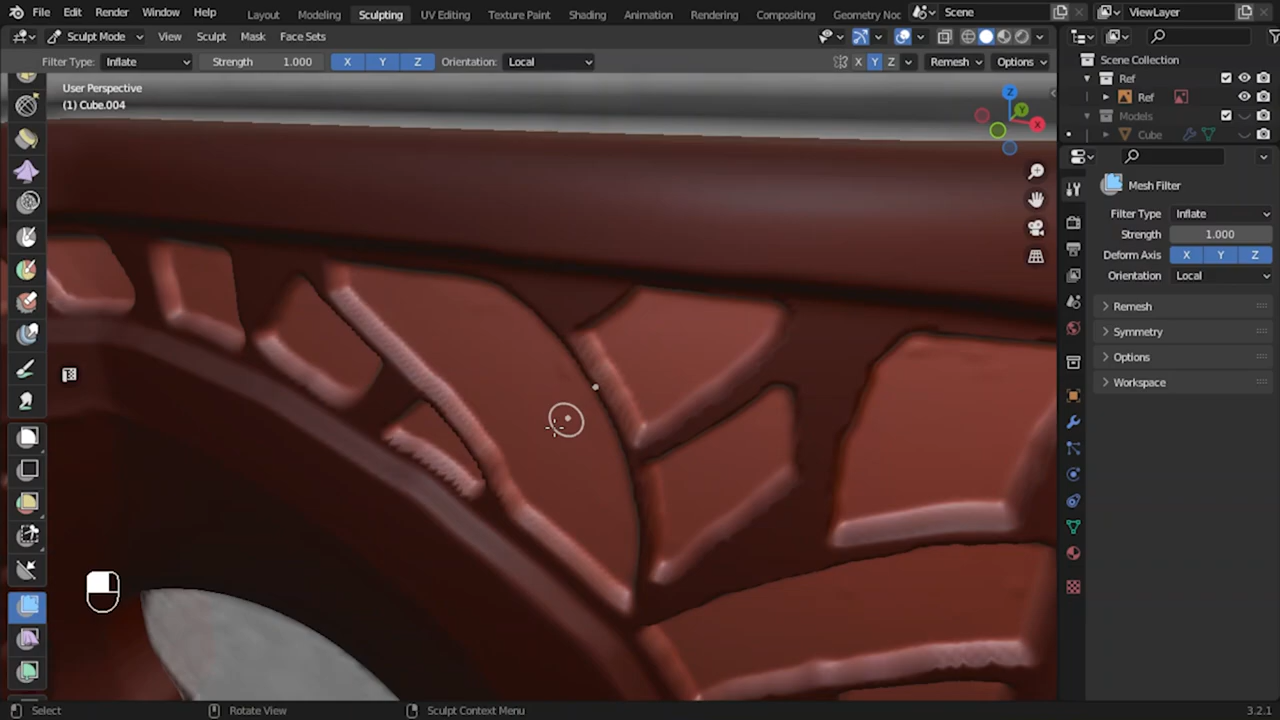 File Edit Render Window Help Layout Modeling Sculpting UV Editing Texture Paint Shading Animation Rendering Compositing Geometry Noc Scene ViewLayer
Sculpt Mode View Sculpt Mask Face Sets
Filter Type: Inflate Strength 1.000 X Y Z Orientation: Local X Y Z Remesh Options
User Perspective
(1) Cube.004
Z
Y
X
Scene Collection
Ref
Ref
Models
Cube
Mesh Filter
Filter Type Inflate
Strength 1.000
Deform Axis X Y Z
Orientation Local
Remesh
Symmetry
Options
Workspace
Select Rotate View Sculpt Context Menu 3.2.1